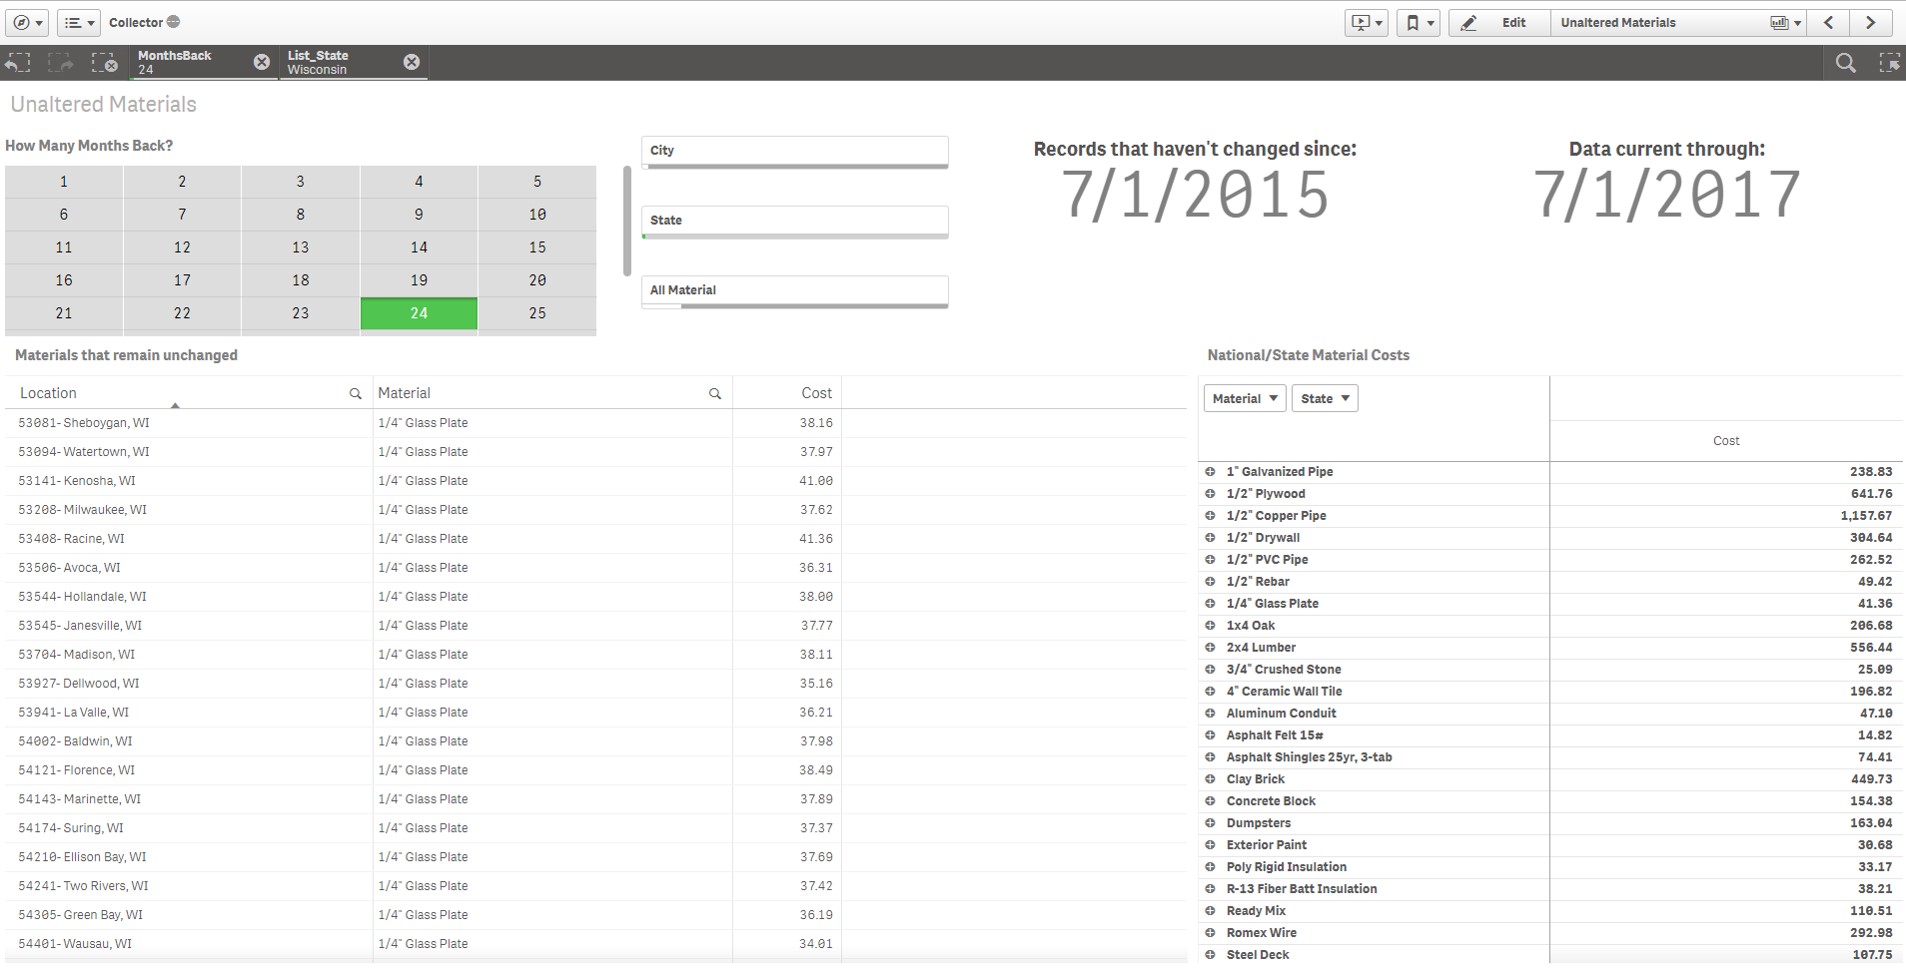 Collector
Edit
Unaltered Materials
MonthsBack
24
List_State
Wisconsin
Unaltered Materials
How Many Months Back?
1 2 3 4 5
6 7 8 9 10
11 12 13 14 15
16 17 18 19 20
21 22 23 24 25
City
State
All Material
Records that haven't changed since:
7/1/2015
Data current through:
7/1/2017
Materials that remain unchanged
Location Material Cost
53081- Sheboygan, WI 1/4" Glass Plate 38.16
53094- Watertown, WI 1/4" Glass Plate 37.97
53141- Kenosha, WI 1/4" Glass Plate 41.00
53208- Milwaukee, WI 1/4" Glass Plate 37.62
53408- Racine, WI 1/4" Glass Plate 41.36
53506- Avoca, WI 1/4" Glass Plate 36.31
53544- Hollandale, WI 1/4" Glass Plate 38.00
53545- Janesville, WI 1/4" Glass Plate 37.77
53704- Madison, WI 1/4" Glass Plate 38.11
53927- Dellwood, WI 1/4" Glass Plate 35.16
53941- La Valle, WI 1/4" Glass Plate 36.21
54002- Baldwin, WI 1/4" Glass Plate 37.98
54121- Florence, WI 1/4" Glass Plate 38.49
54143- Marinette, WI 1/4" Glass Plate 37.89
54174- Suring, WI 1/4" Glass Plate 37.37
54210- Ellison Bay, WI 1/4" Glass Plate 37.69
54241- Two Rivers, WI 1/4" Glass Plate 37.42
54305- Green Bay, WI 1/4" Glass Plate 36.19
54401- Wausau, WI 1/4" Glass Plate 34.01
National/State Material Costs
Material State
Cost
1" Galvanized Pipe 238.83
1/2" Plywood 641.76
1/2" Copper Pipe 1,157.67
1/2" Drywall 304.64
1/2" PVC Pipe 262.52
1/2" Rebar 49.42
1/4" Glass Plate 41.36
1x4 Oak 206.68
2x4 Lumber 556.44
3/4" Crushed Stone 25.09
4" Ceramic Wall Tile 196.82
Aluminum Conduit 47.10
Asphalt Felt 15# 14.82
Asphalt Shingles 25yr, 3-tab 74.41
Clay Brick 449.73
Concrete Block 154.38
Dumpsters 163.04
Exterior Paint 30.68
Poly Rigid Insulation 33.17
R-13 Fiber Batt Insulation 38.21
Ready Mix 110.51
Romex Wire 292.98
Steel Deck 107.75